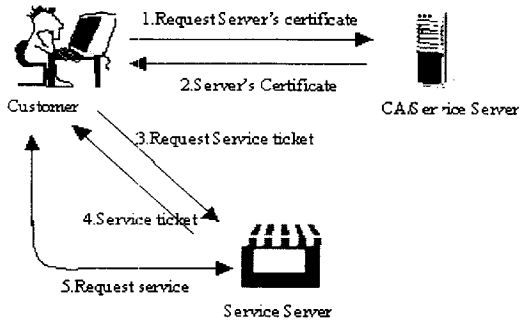 1.Request Server's certificate
2.Server's Certificate
Customer
CA/Service Server
3.Request Service ticket
4.Service ticket
5.Request service
Service Server